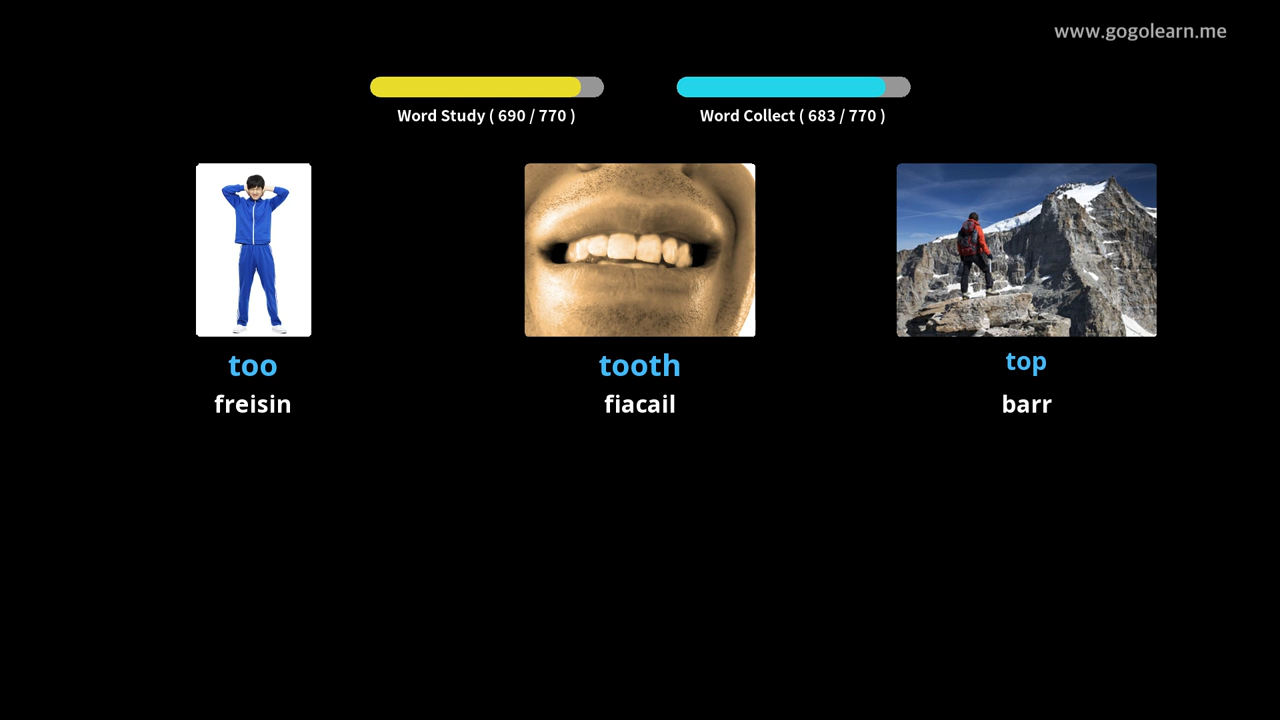 www.gogolearn.me
Word Study ( 690 / 770 )
Word Collect ( 683 / 770 )
too
tooth
top
freisin
fiacail
barr